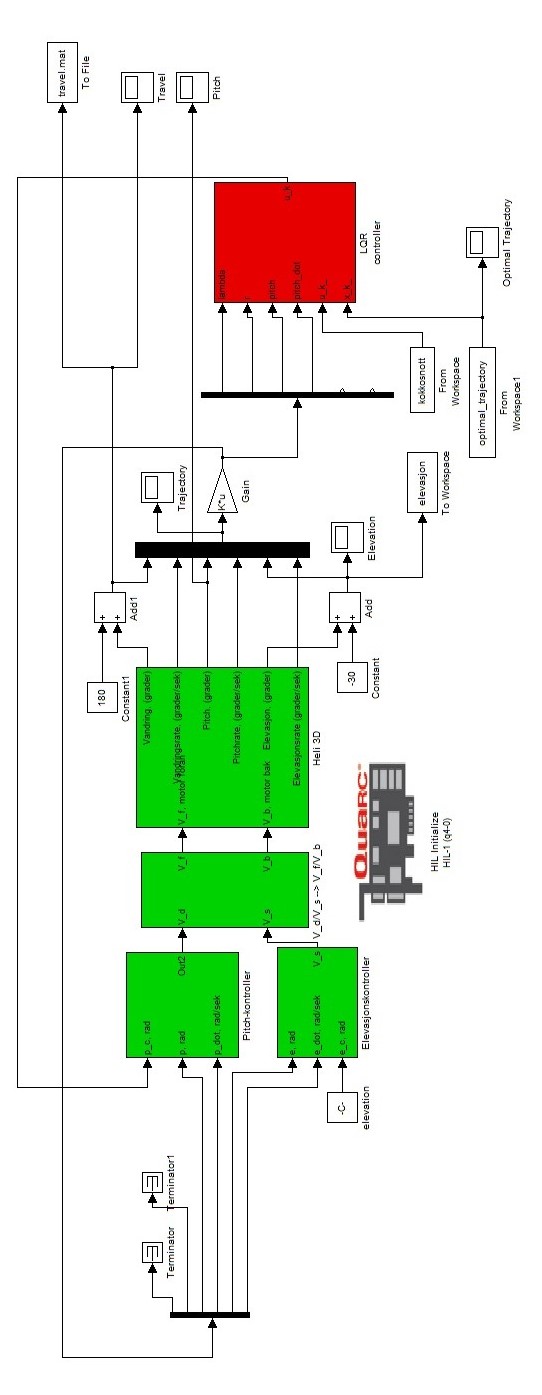 travel.mat
To File
Travel
Pitch
u_k
lambda
r
pitch
pitch_dot
u_k_
x_k_
LQR
controller
Optimal Trajectory
kokkosnott
From
Workspace
optimal_trajectory
From
Workspace1
Trajectory
K*u
Gain
elevasjon
To Workspace
Elevation
+
+
Add1
180
Constant1
+
+
Add
-30
Constant
Vandring. (grader)
Vandringsrate. (grader/sek)
Pitch. (grader)
Pitchrate. (grader/sek)
Elevasjon. (grader)
Elevasjonsrate (grader/sek)
V_f. motor foran
V_b. motor bak
Heli 3D
V_f
V_b
V_d
V_s
V_d/V_s --> V_f/V_b
QuaRC
HIL Initialize
HIL-1 (q4-0)
Out2
p_c, rad
p, rad
p_dot, rad/sek
Pitch-kontroller
V_s
e, rad
e_dot, rad/sek
e_c, rad
Elevasjonskontroller
-C-
elevation
Terminator1
Terminator